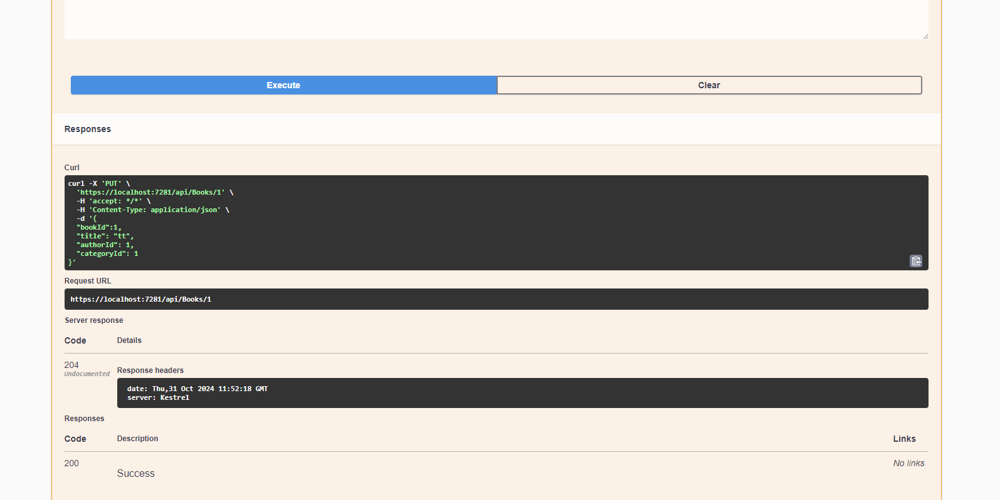 Execute
Clear
Responses
Curl
curl -X 'PUT' \
  'https://localhost:7281/api/Books/1' \
  -H 'accept: */*' \
  -H 'Content-Type: application/json' \
  -d '{
  "bookId":1,
  "title": "tt",
  "authorId": 1,
  "categoryId": 1
}'
Request URL
https://localhost:7281/api/Books/1
Server response
Code Details
204
Undocumented
Response headers
date: Thu,31 Oct 2024 11:52:18 GMT
server: Kestrel
Responses
Code Description Links
200 No links
Success